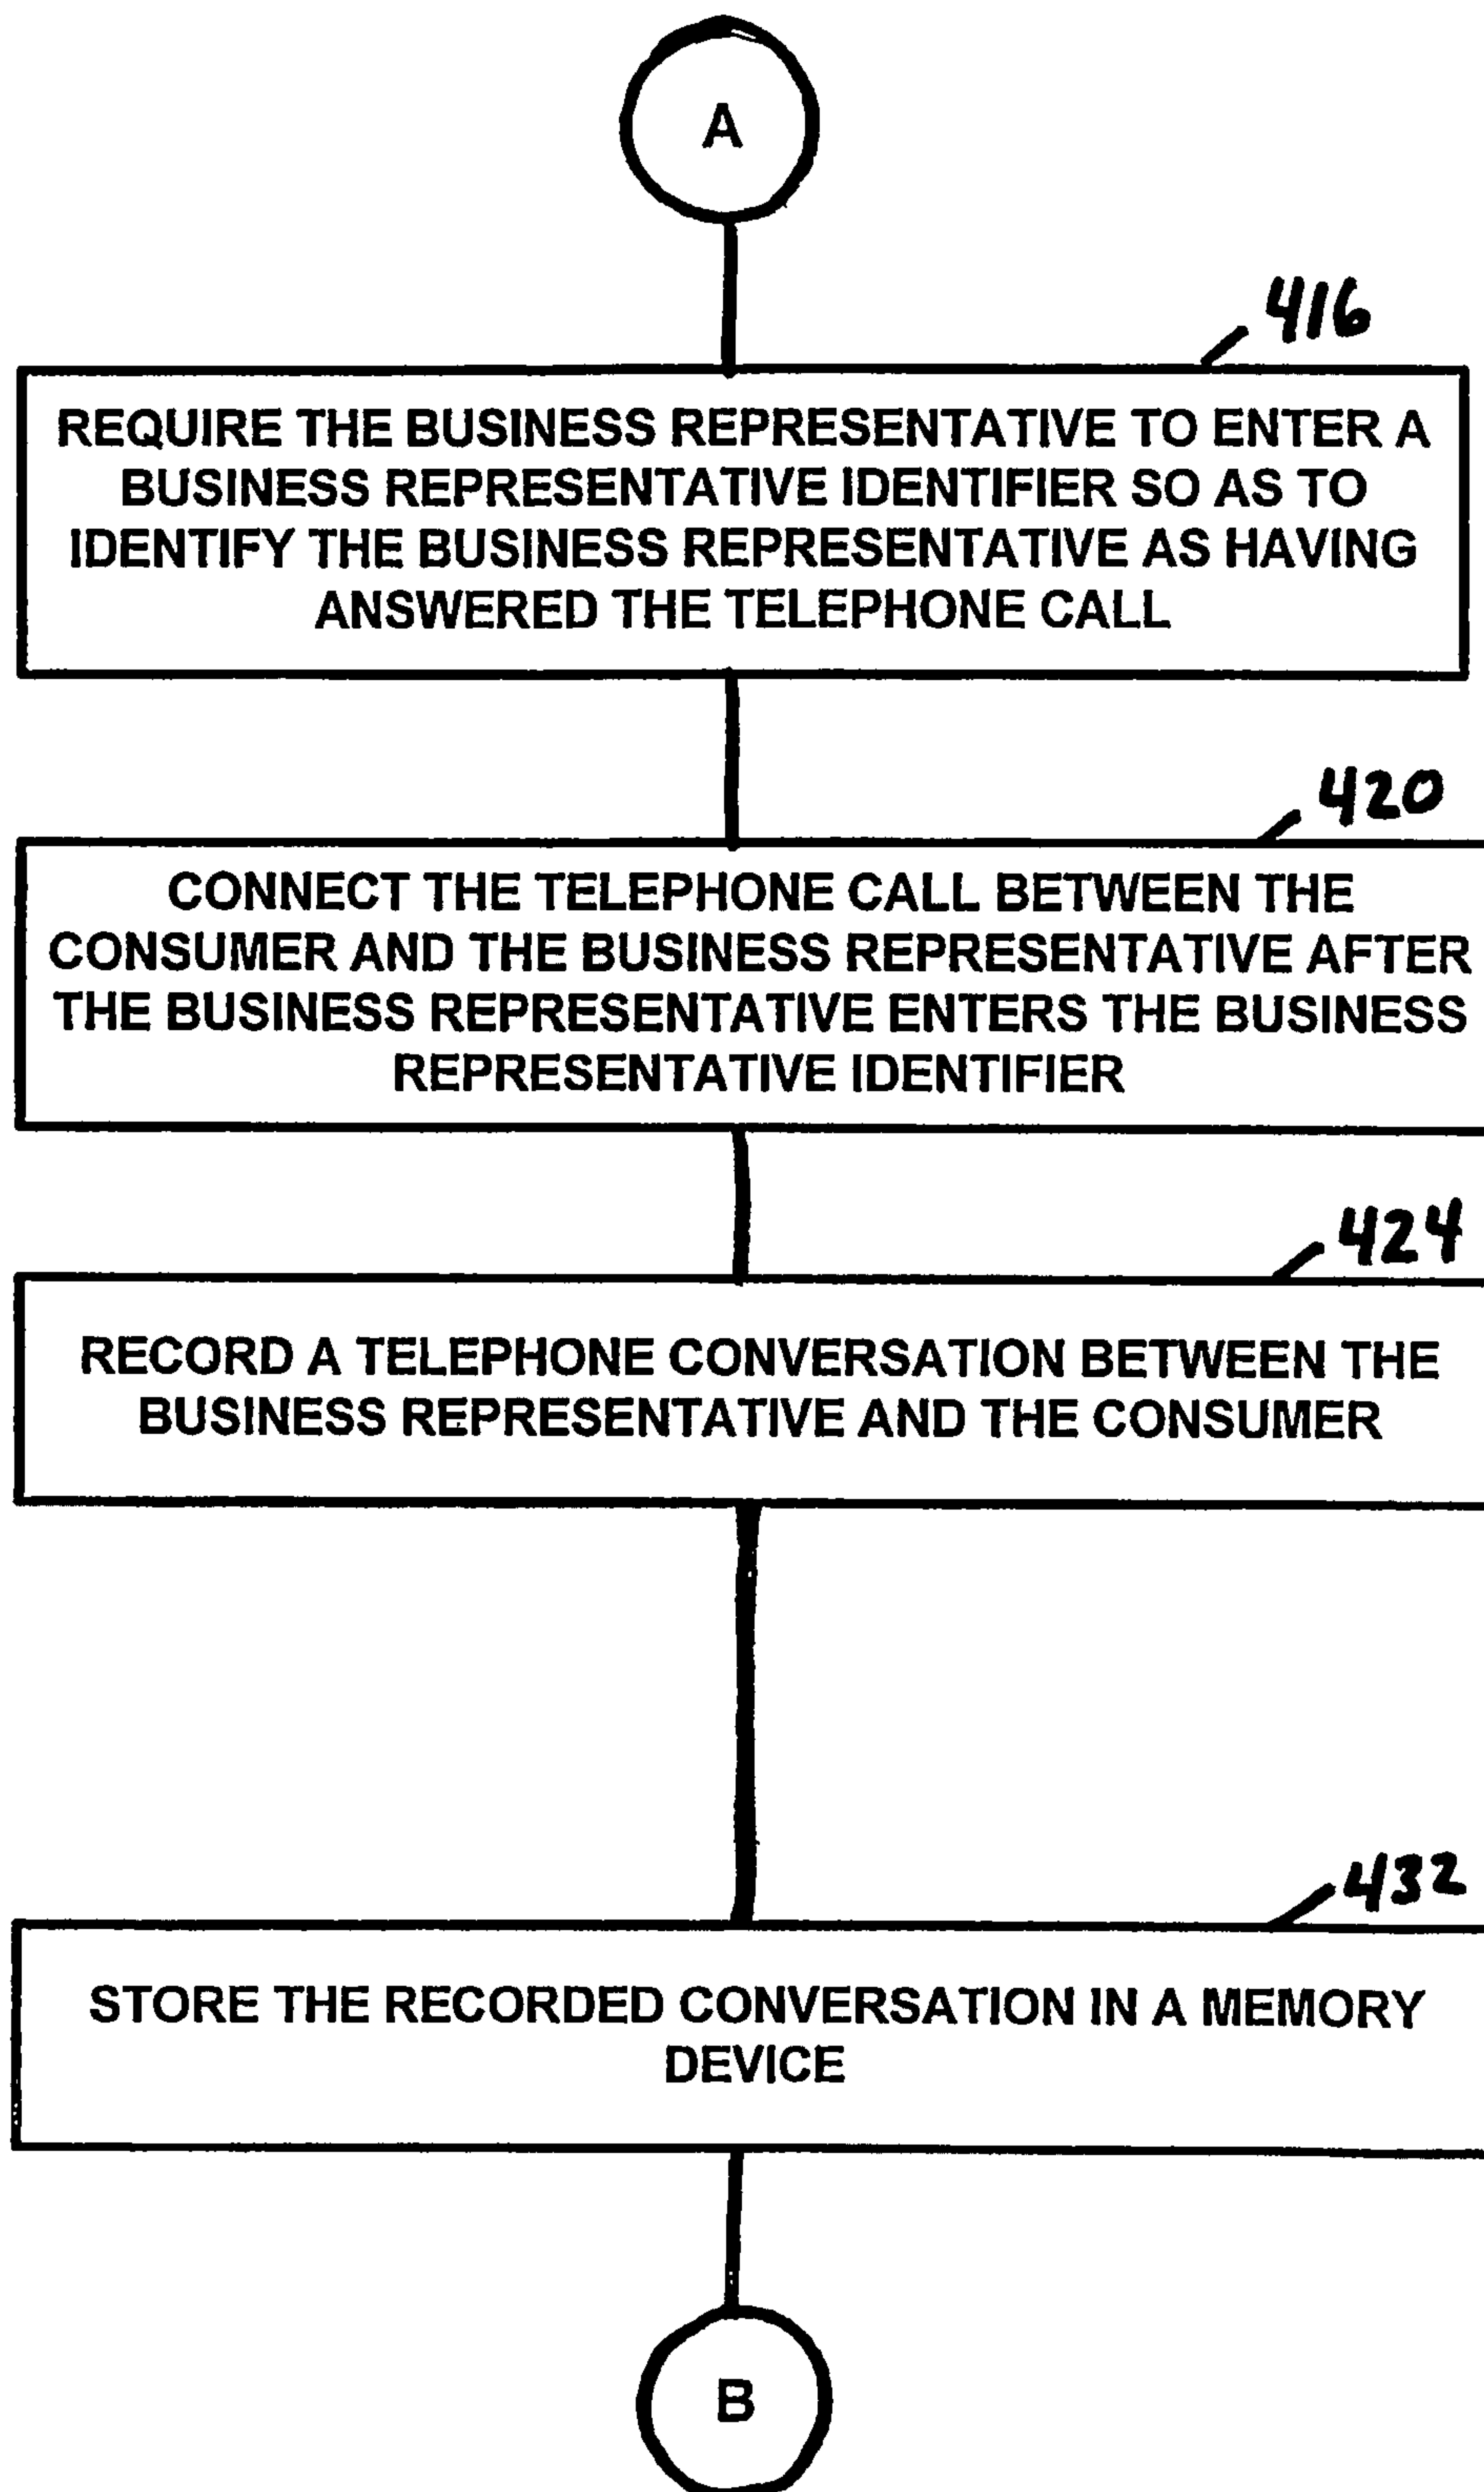 A
416
REQUIRE THE BUSINESS REPRESENTATIVE TO ENTER A
BUSINESS REPRESENTATIVE IDENTIFIER SO AS TO
IDENTIFY THE BUSINESS REPRESENTATIVE AS HAVING
ANSWERED THE TELEPHONE CALL
420
CONNECT THE TELEPHONE CALL BETWEEN THE
CONSUMER AND THE BUSINESS REPRESENTATIVE AFTER
THE BUSINESS REPRESENTATIVE ENTERS THE BUSINESS
REPRESENTATIVE IDENTIFIER
424
RECORD A TELEPHONE CONVERSATION BETWEEN THE
BUSINESS REPRESENTATIVE AND THE CONSUMER
432
STORE THE RECORDED CONVERSATION IN A MEMORY
DEVICE
B